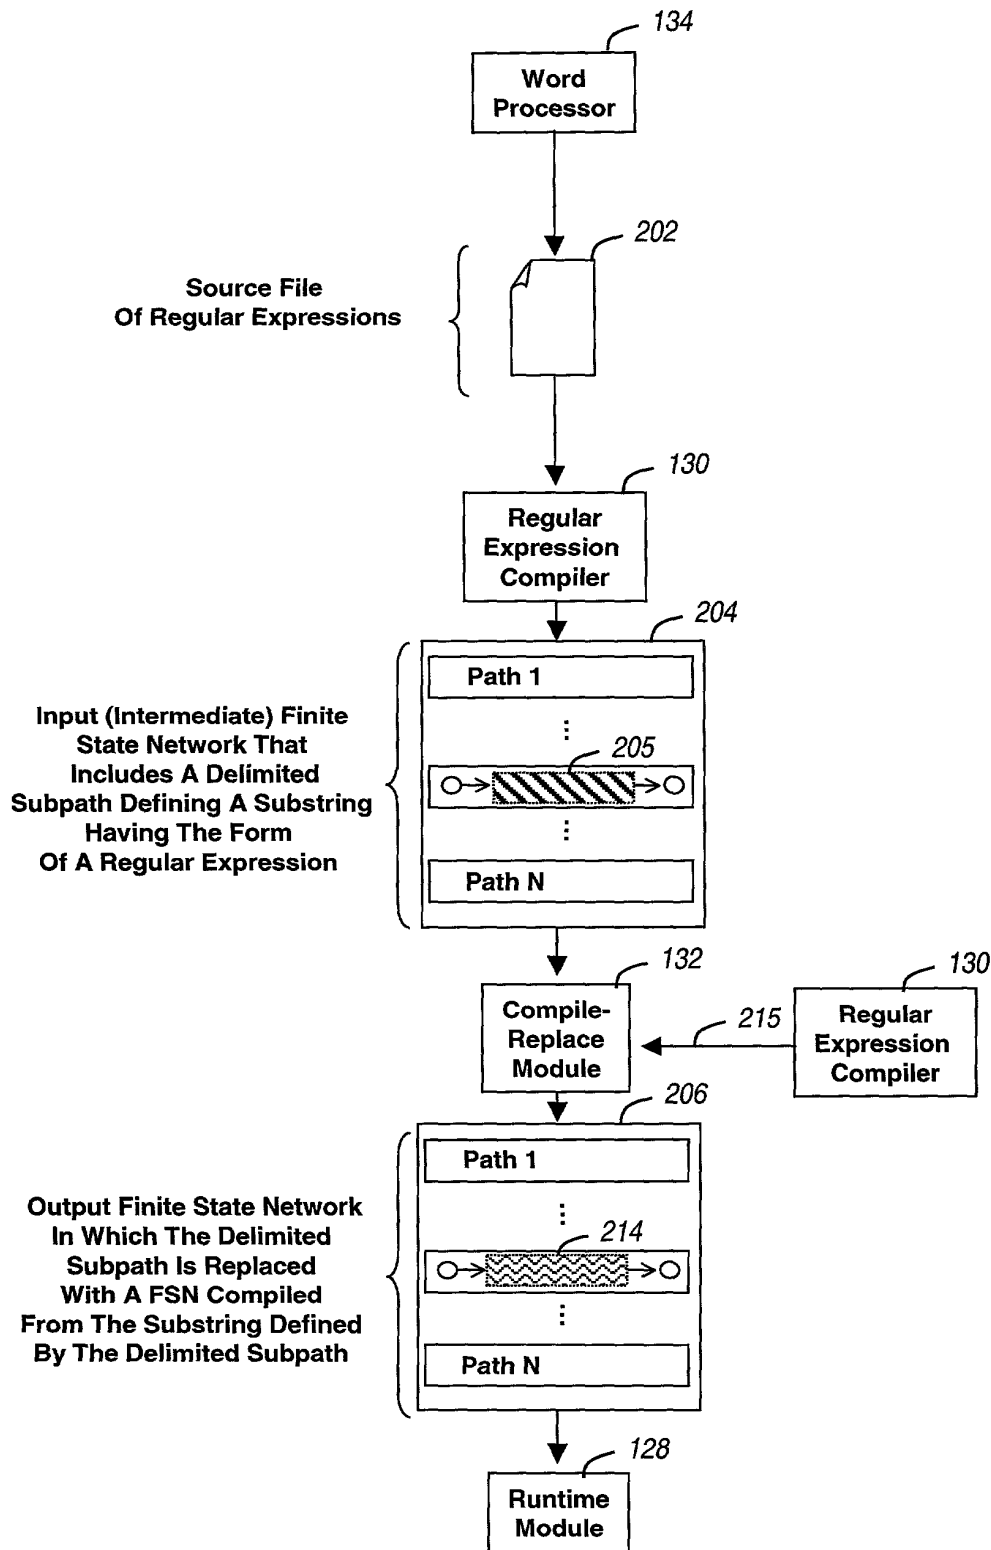 134
Word
Processor
202
Source File
Of Regular Expressions
130
Regular
Expression
Compiler
204
Path 1
...
Input (Intermediate) Finite
State Network That
Includes A Delimited
Subpath Defining A Substring
Having The Form
Of A Regular Expression
205
...
Path N
132
Compile-
Replace
Module
215
130
Regular
Expression
Compiler
206
Path 1
...
Output Finite State Network
In Which The Delimited
Subpath Is Replaced
With A FSN Compiled
From The Substring Defined
By The Delimited Subpath
214
...
Path N
128
Runtime
Module